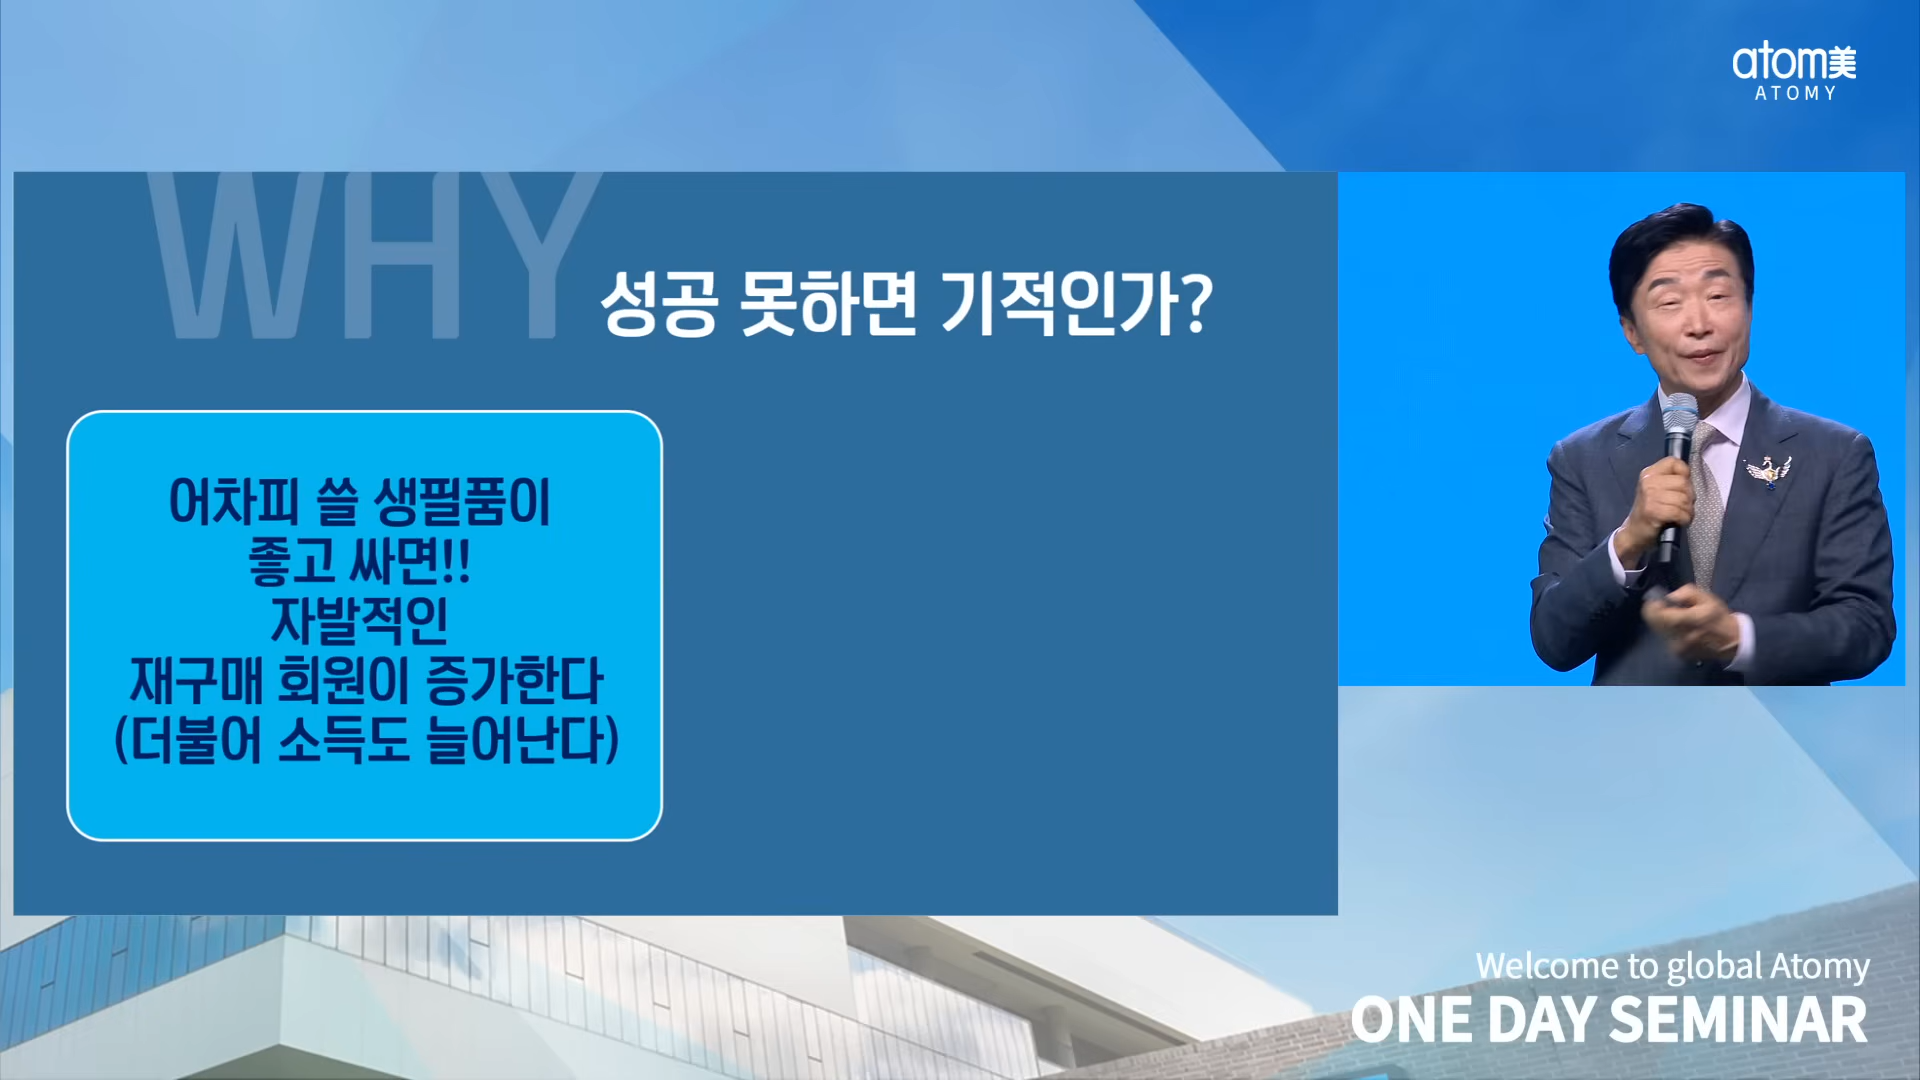 atom美
ATOMY
WHY 성공 못하면 기적인가?
어차피 쓸 생필품이
좋고 싸면!!
자발적인
재구매 회원이 증가한다
(더불어 소득도 늘어난다)
Welcome to global Atomy
ONE DAY SEMINAR